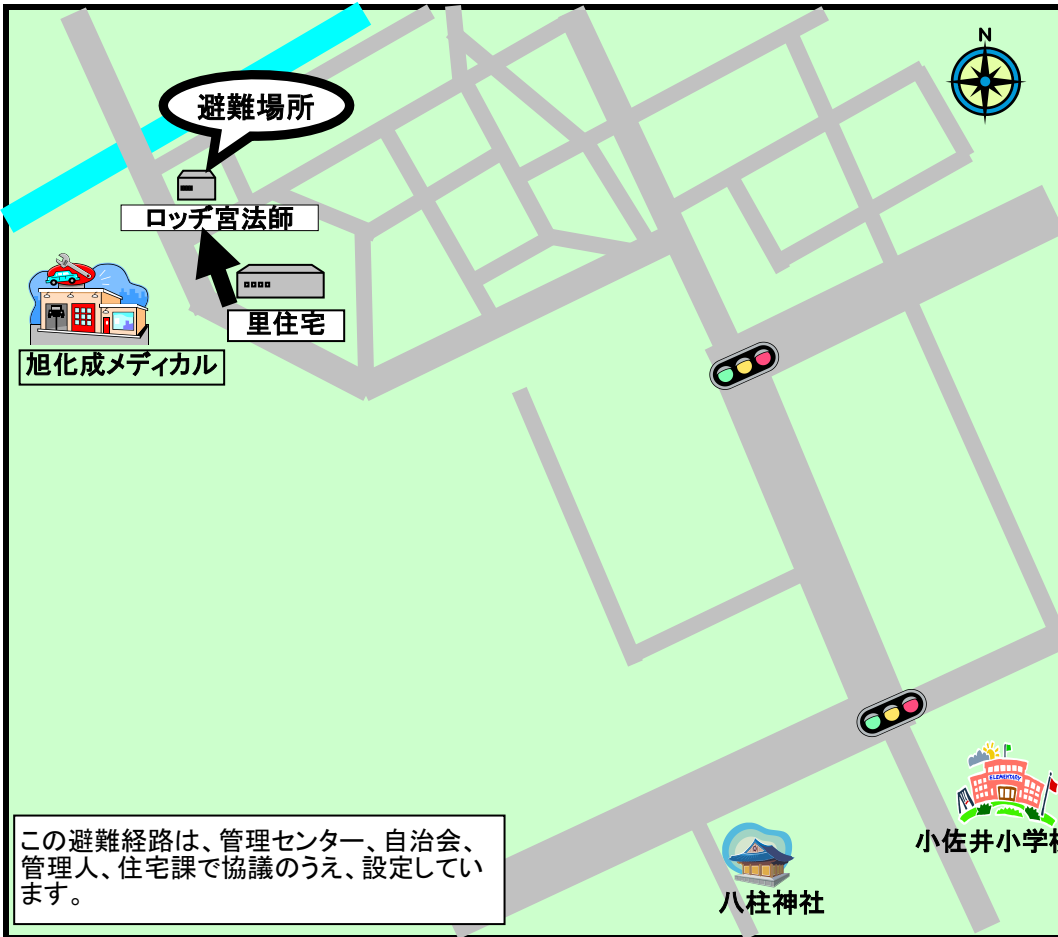 N
避難場所
ロッヂ宮法師
里住宅
旭化成メディカル
ELEMENTARY
小佐井小学校
八柱神社
この避難経路は、管理センター、自治会、
管理人、住宅課で協議のうえ、設定してい
ます。